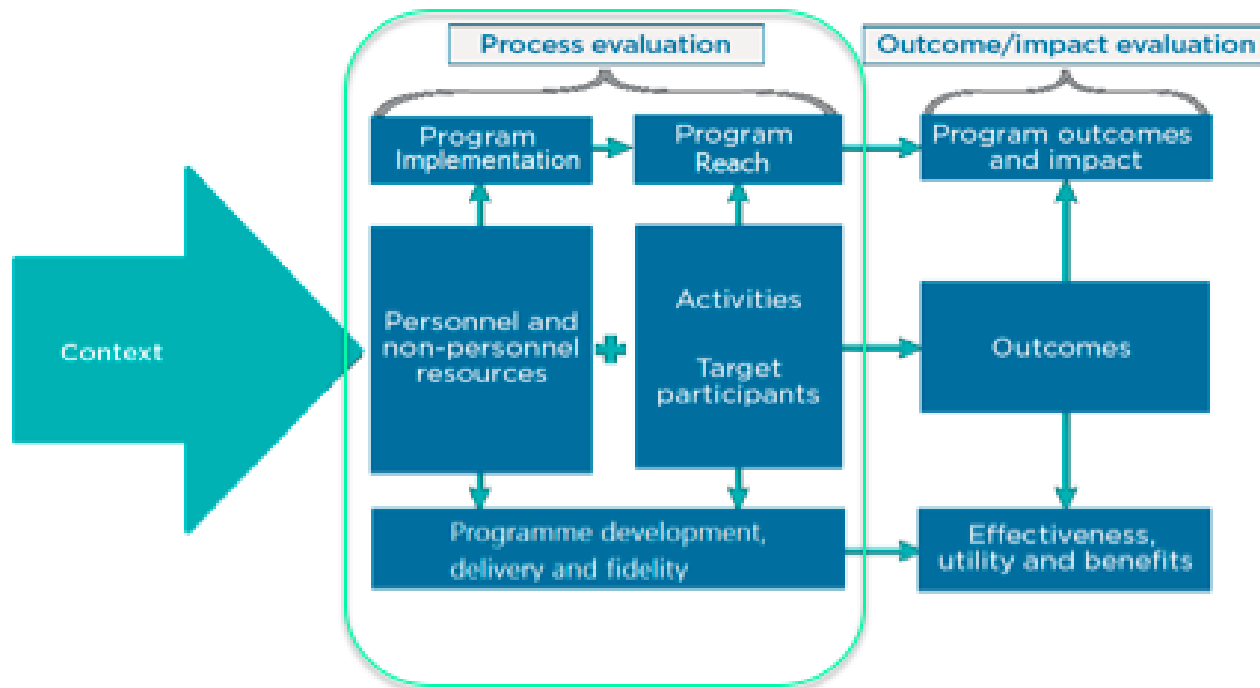 Process evaluation
Outcome/impact evaluation
Program
Implementation
Program
Reach
Program outcomes
and impact
Context
Personnel and
non-personnel
resources
Activities
Target
participants
Outcomes
Programme development,
delivery and fidelity
Effectiveness,
utility and benefits